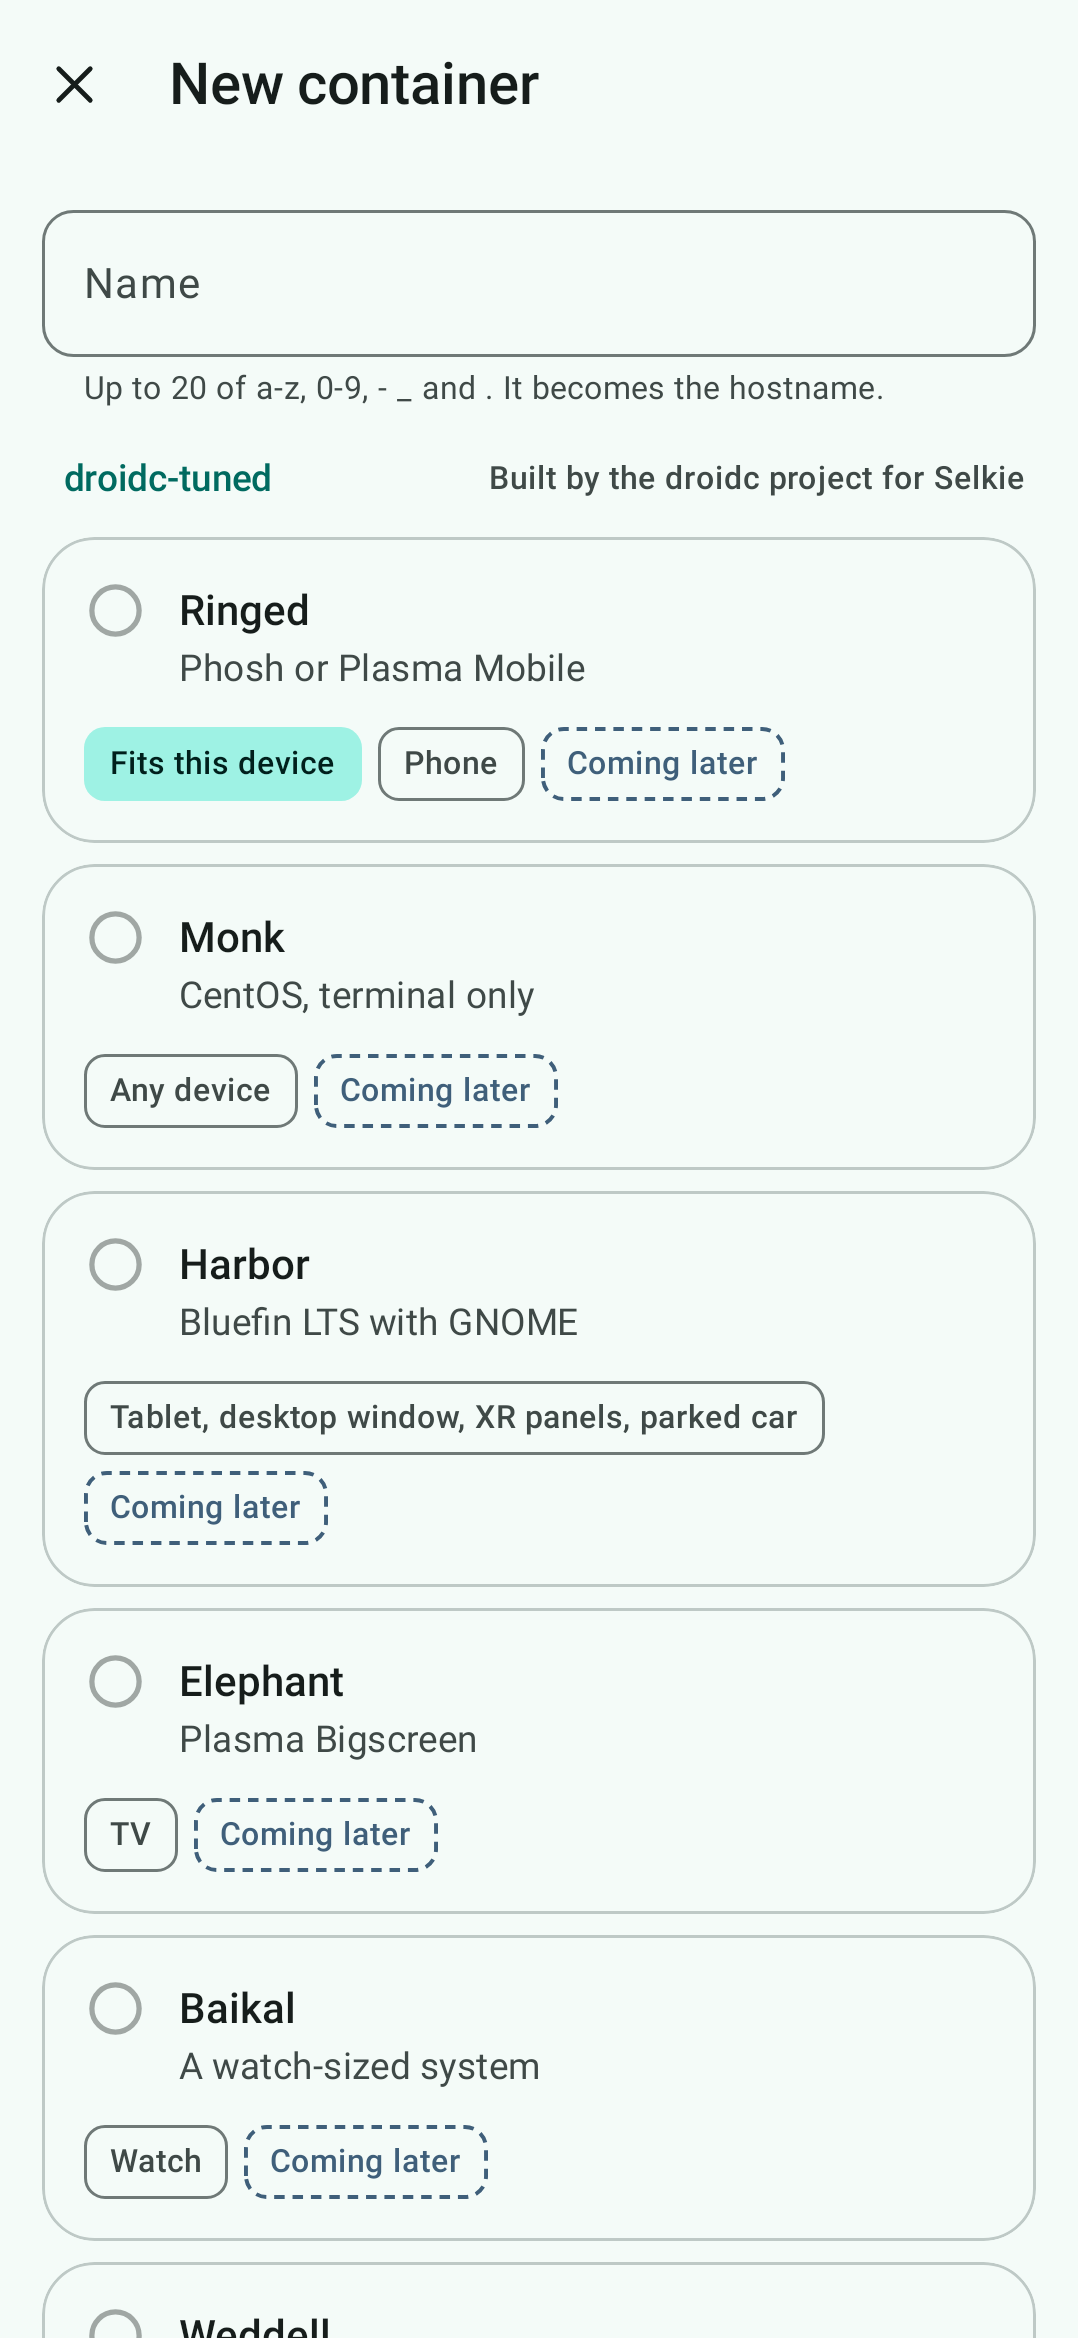 New container
Name
Up to 20 of a-z, 0-9, - _ and . It becomes the hostname.
droidc-tuned
Built by the droidc project for Selkie
Ringed
Phosh or Plasma Mobile
Fits this device
Phone
Coming later
Monk
CentOS, terminal only
Any device
Coming later
Harbor
Bluefin LTS with GNOME
Tablet, desktop window, XR panels, parked car
Coming later
Elephant
Plasma Bigscreen
TV
Coming later
Baikal
A watch-sized system
Watch
Coming later
Weddell